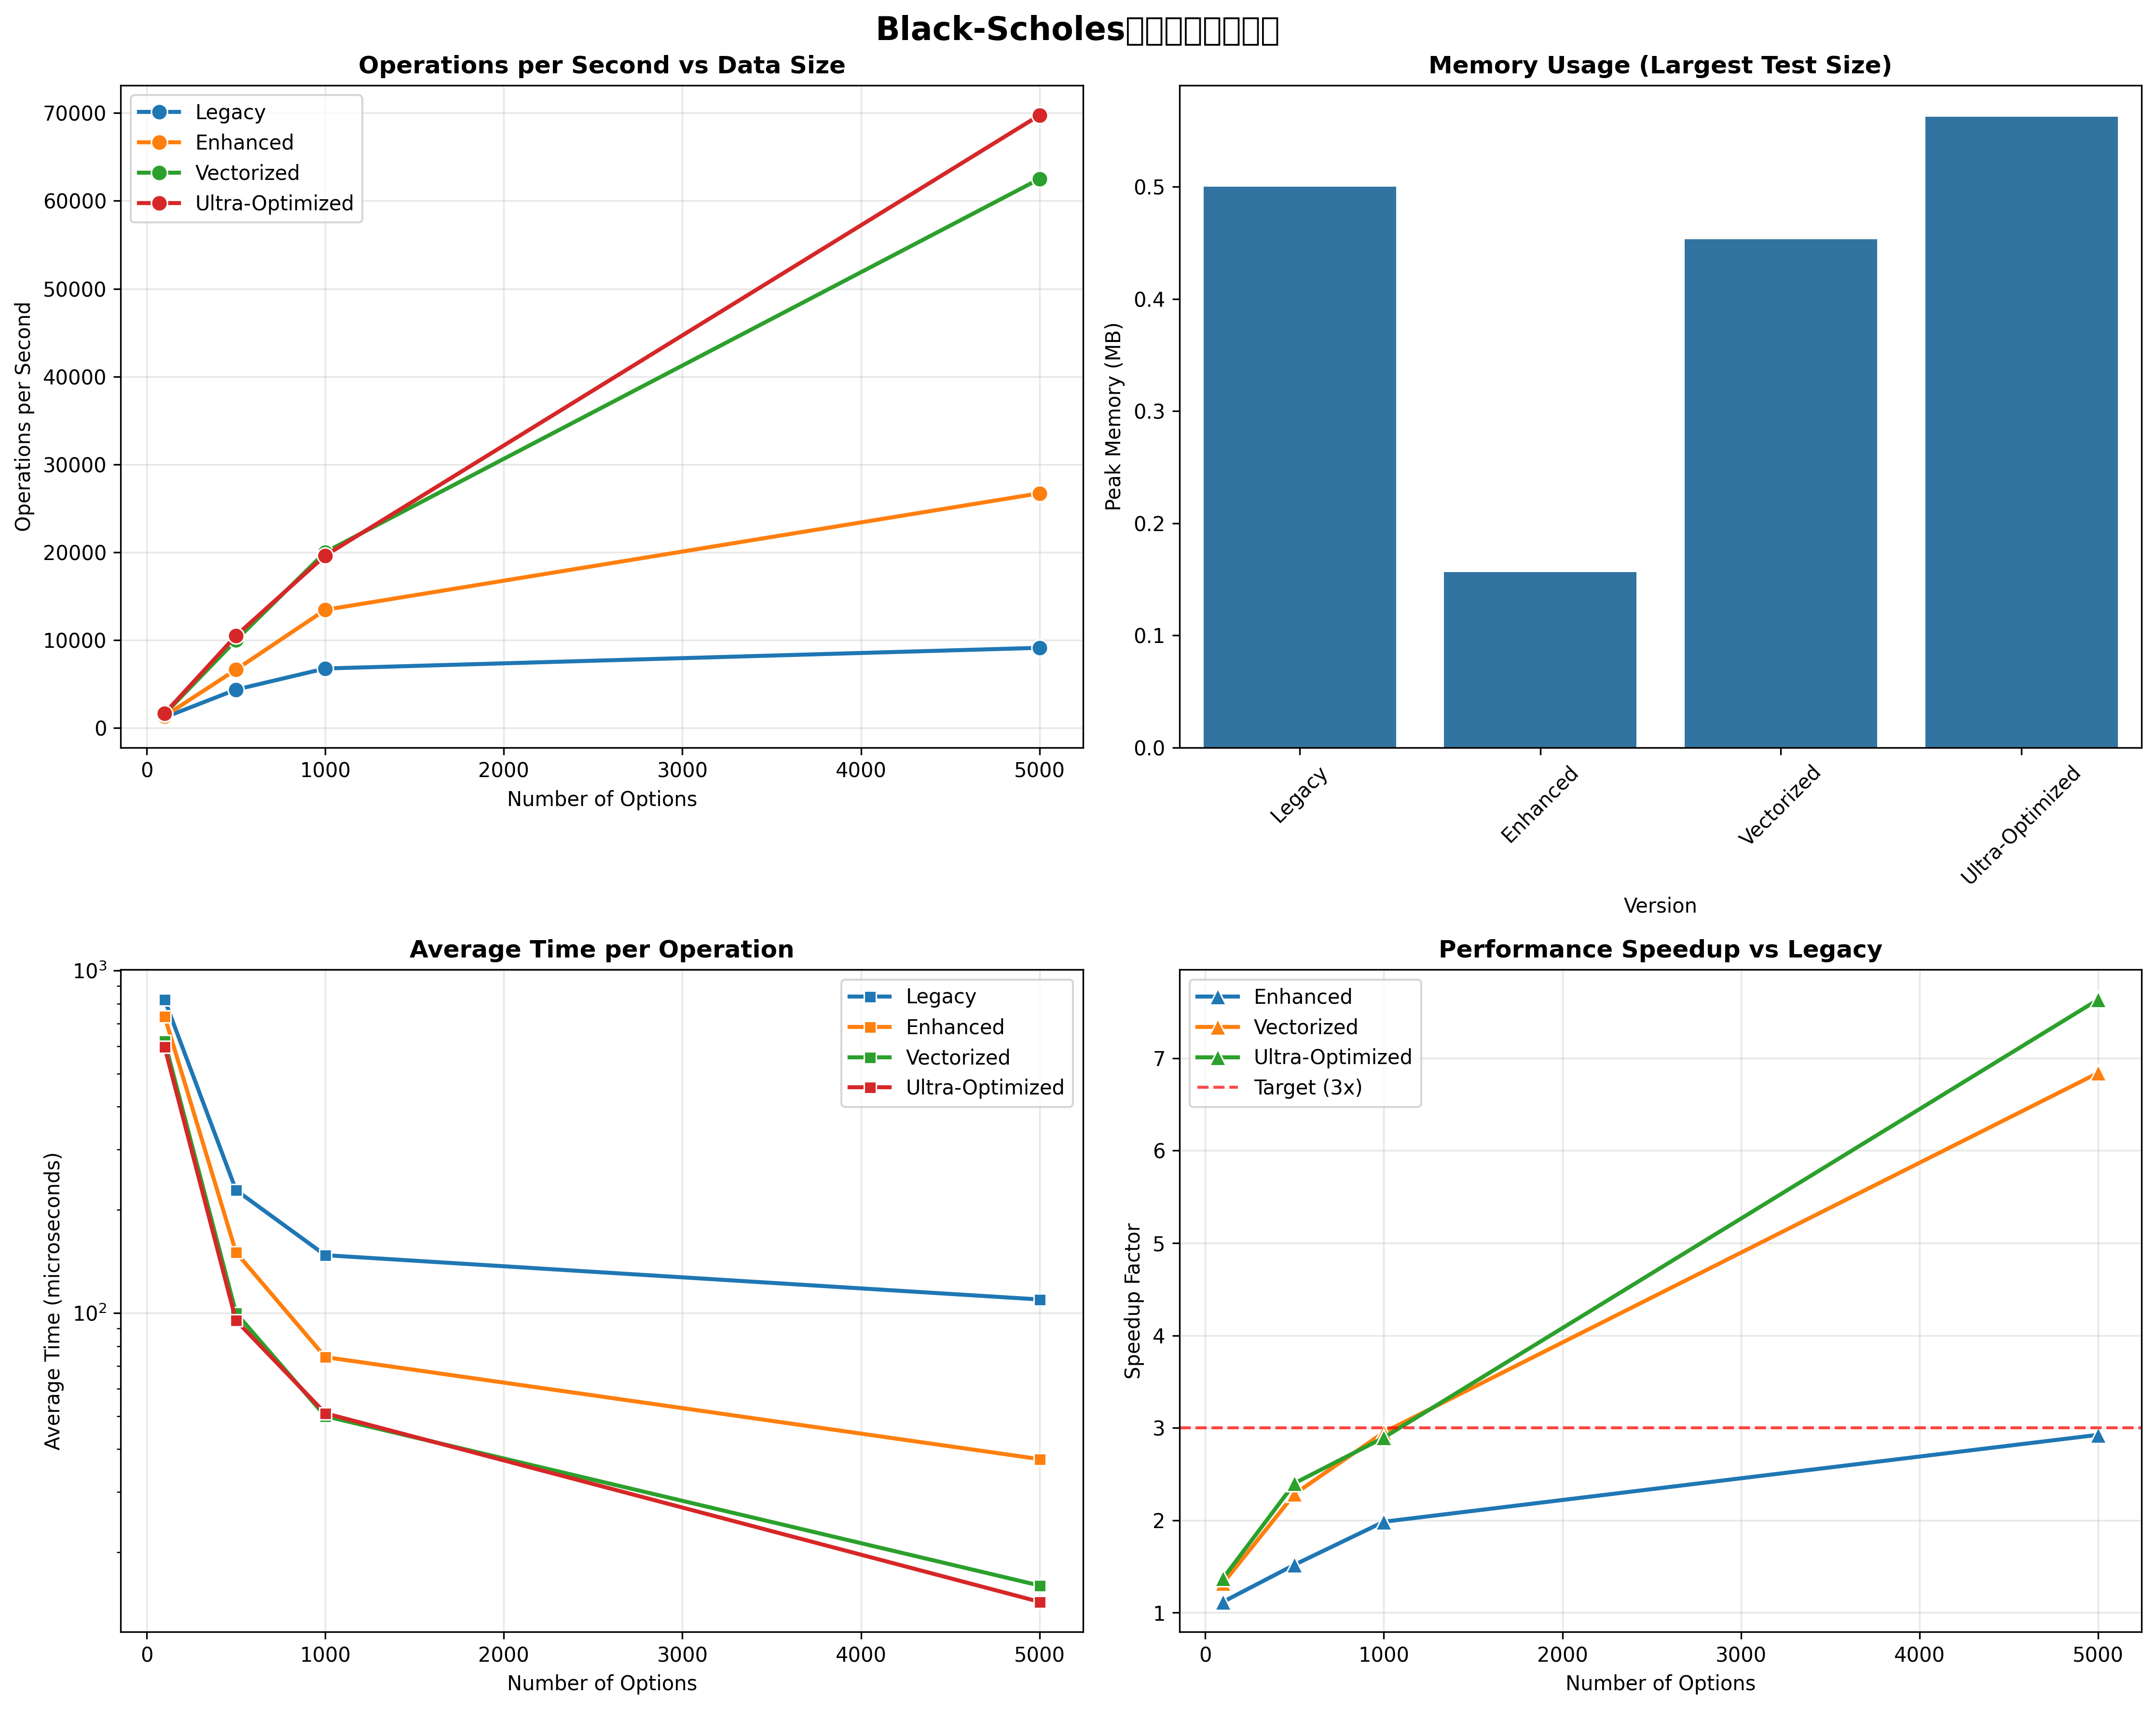 Black-Scholes
Operations per Second vs Data Size
Legacy
Enhanced
Vectorized
Ultra-Optimized
70000
60000
50000
40000
30000
20000
10000
0
Operations per Second
0 1000 2000 3000 4000 5000
Number of Options
Memory Usage (Largest Test Size)
0.5
0.4
0.3
0.2
0.1
0.0
Peak Memory (MB)
Legacy
Enhanced
Vectorized
Ultra-Optimized
Version
Average Time per Operation
Legacy
Enhanced
Vectorized
Ultra-Optimized
10³
10²
Average Time (microseconds)
0 1000 2000 3000 4000 5000
Number of Options
Performance Speedup vs Legacy
Enhanced
Vectorized
Ultra-Optimized
Target (3x)
7
6
5
4
3
2
1
Speedup Factor
0 1000 2000 3000 4000 5000
Number of Options